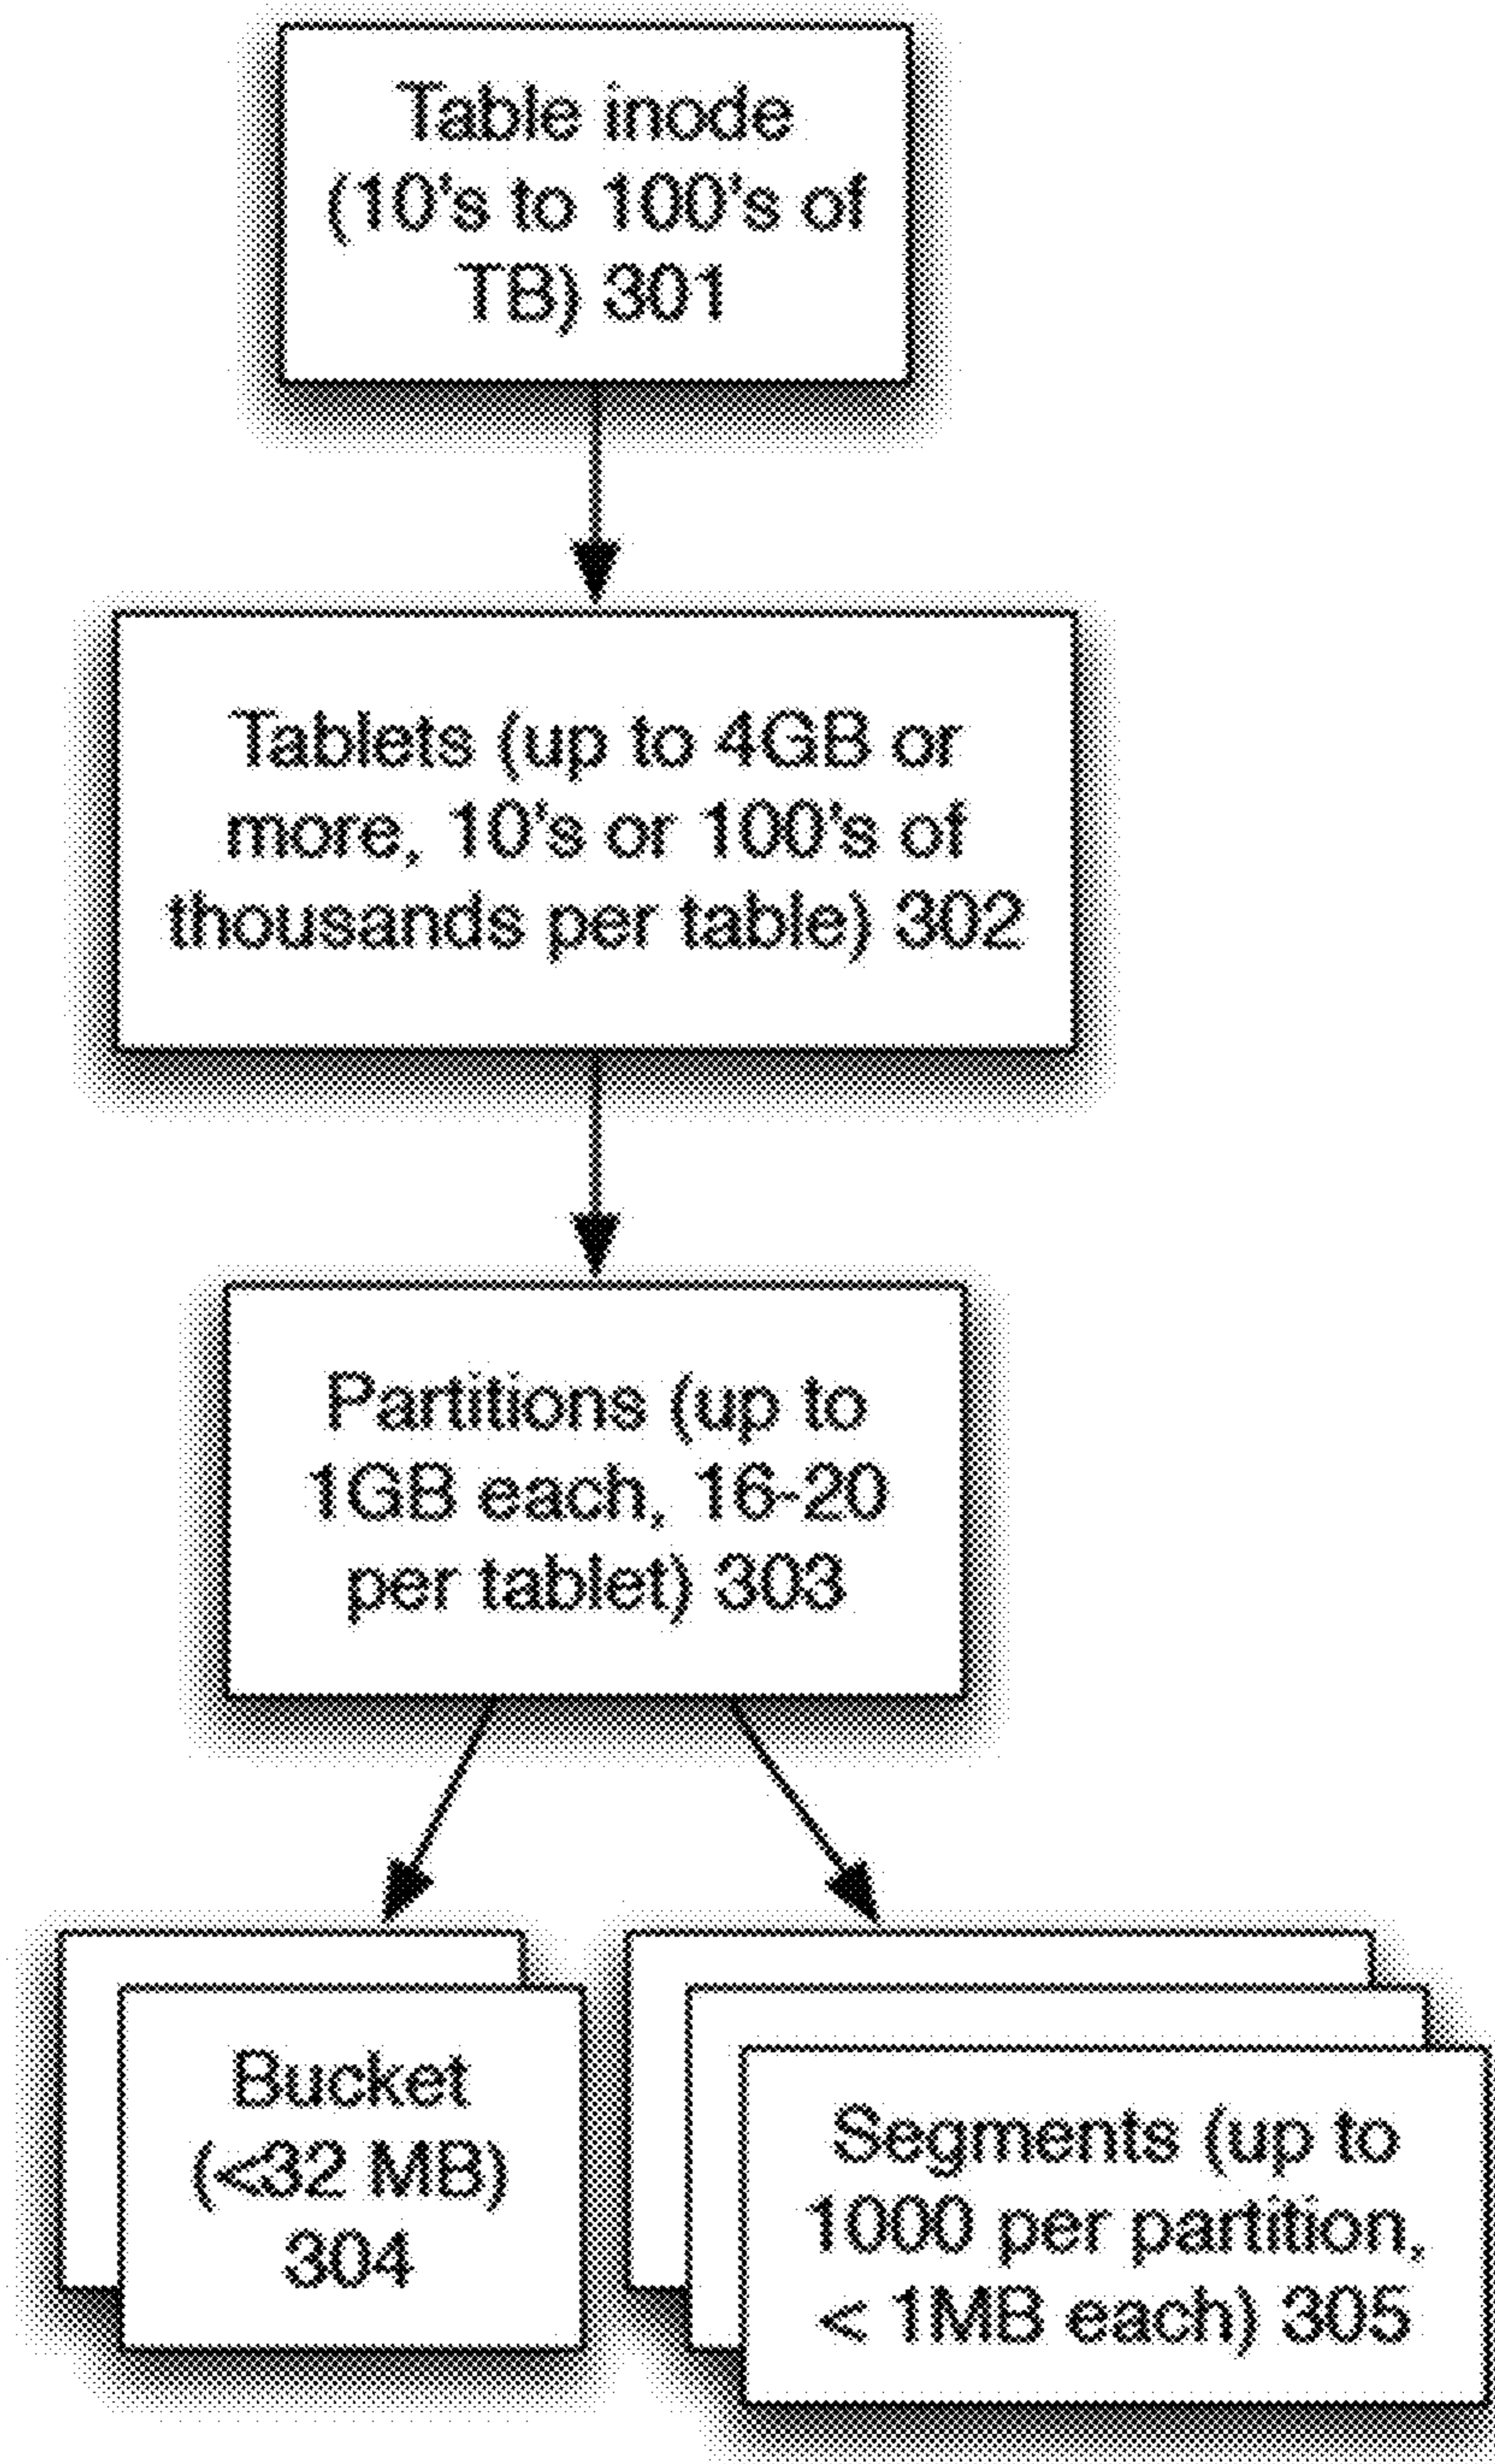 Table inode
(10's to 100's of
TB) 301
Tablets (up to 4GB or
more, 10's or 100's of
thousands per table) 302
Partitions (up to
1GB each, 16-20
per tablet) 303
Bucket
(<32 MB)
304
Segments (up to
1000 per partition,
< 1MB each) 305